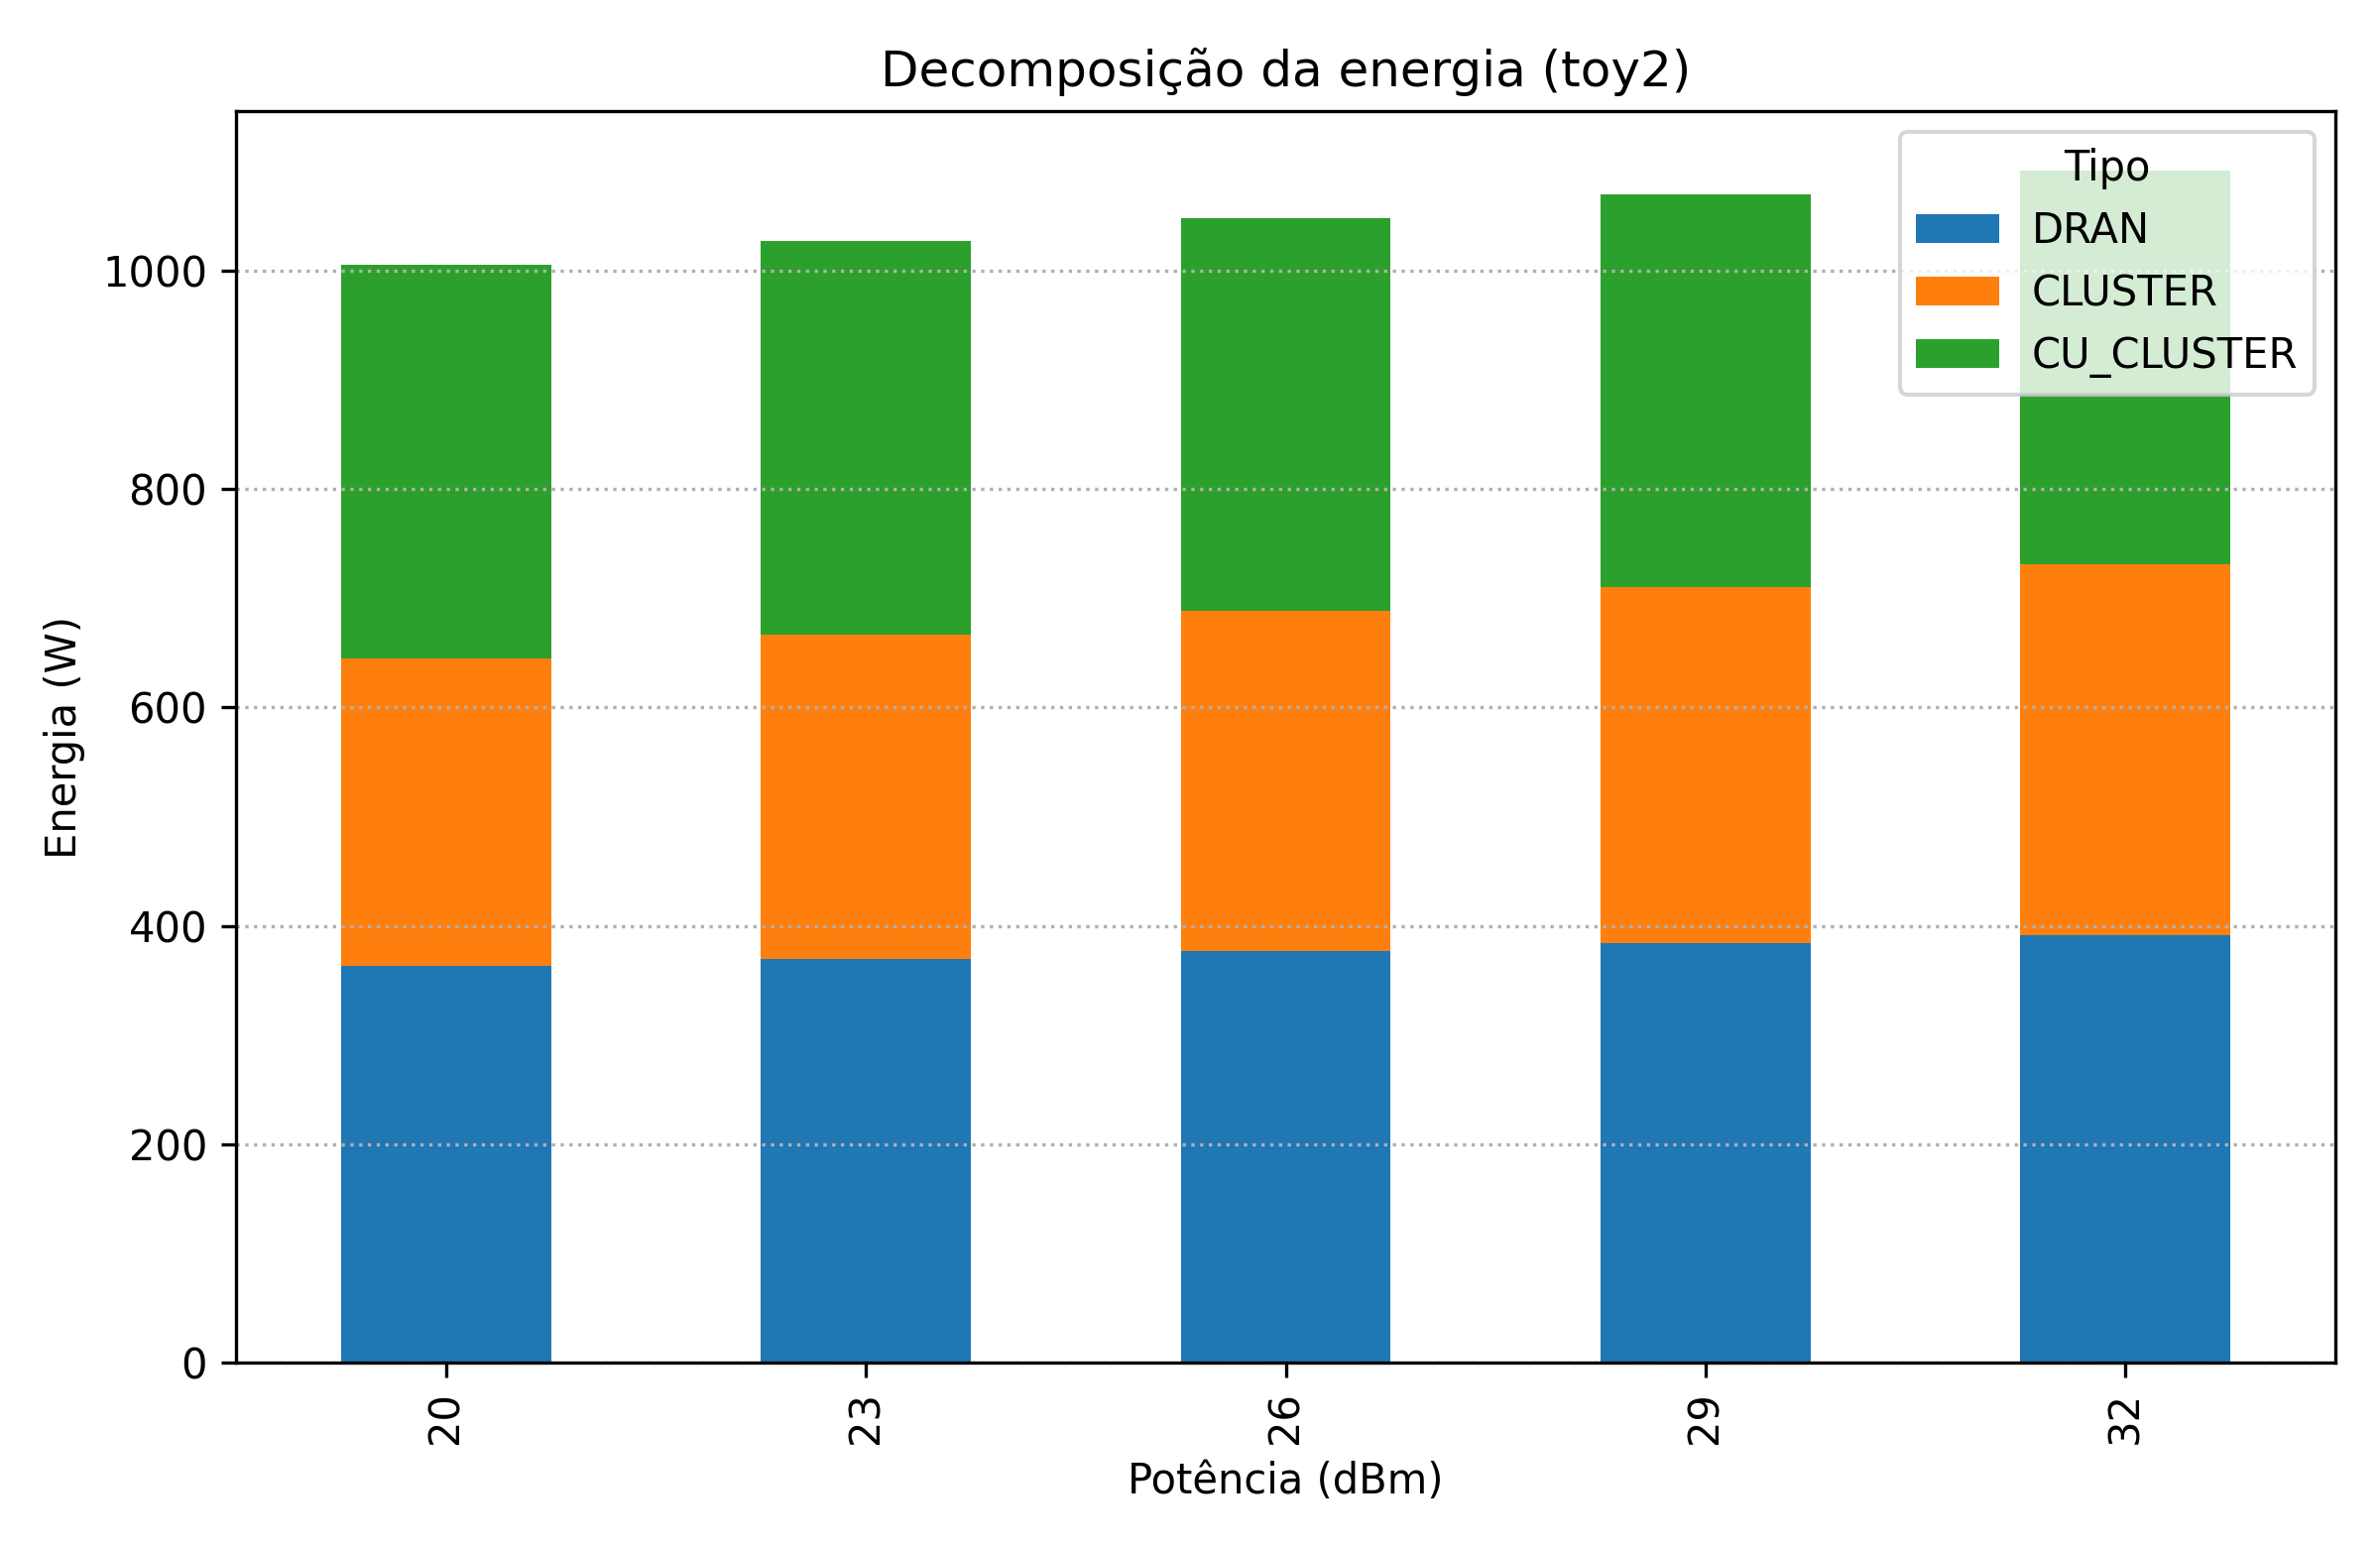 Decomposição da energia (toy2)
Tipo
DRAN
CLUSTER
CU_CLUSTER
1000
800
600
400
200
0
Energia (W)
20
23
26
29
32
Potência (dBm)